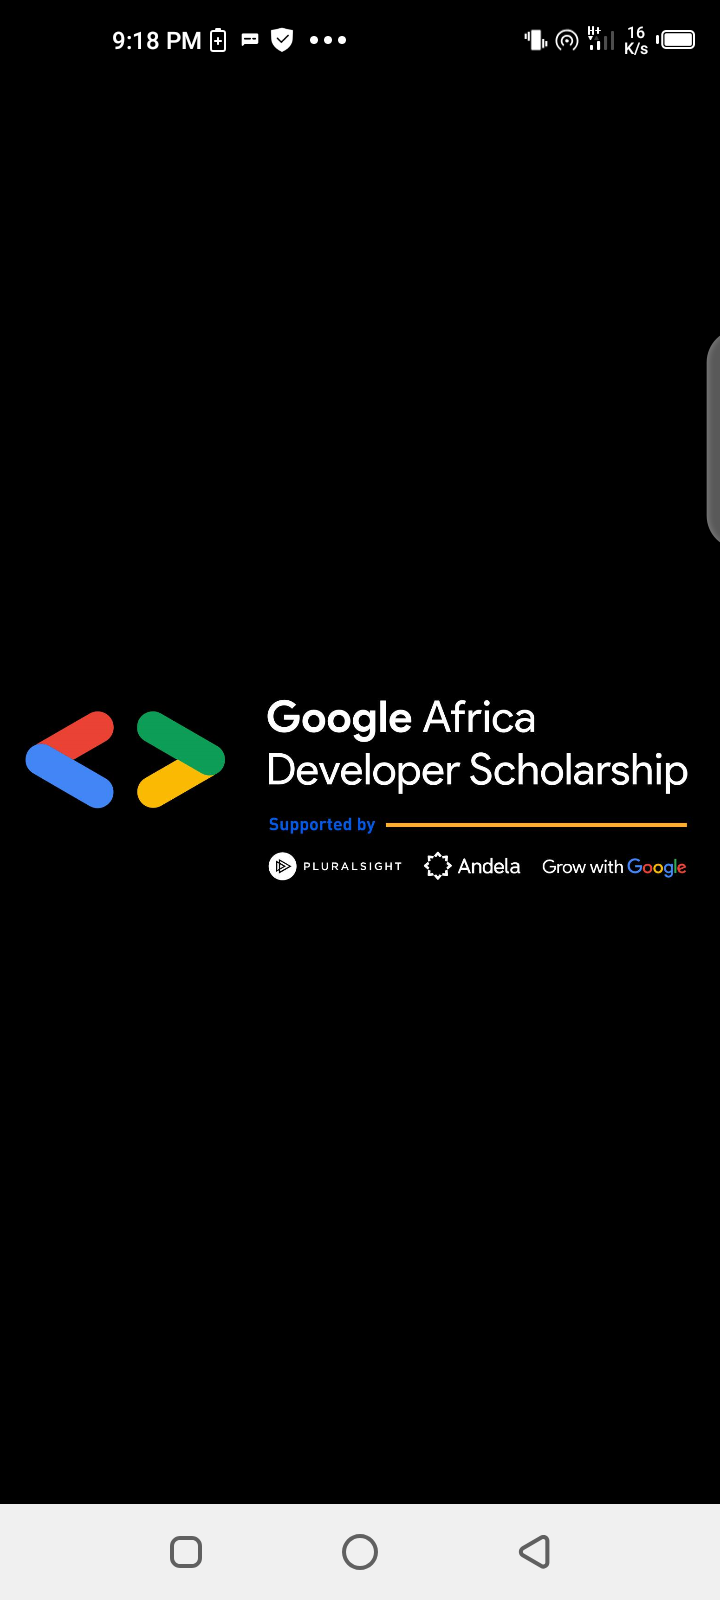 9:18 PM H+ 16 K/s
Google Africa
Developer Scholarship
Supported by
PLURALSIGHT Andela Grow with Google